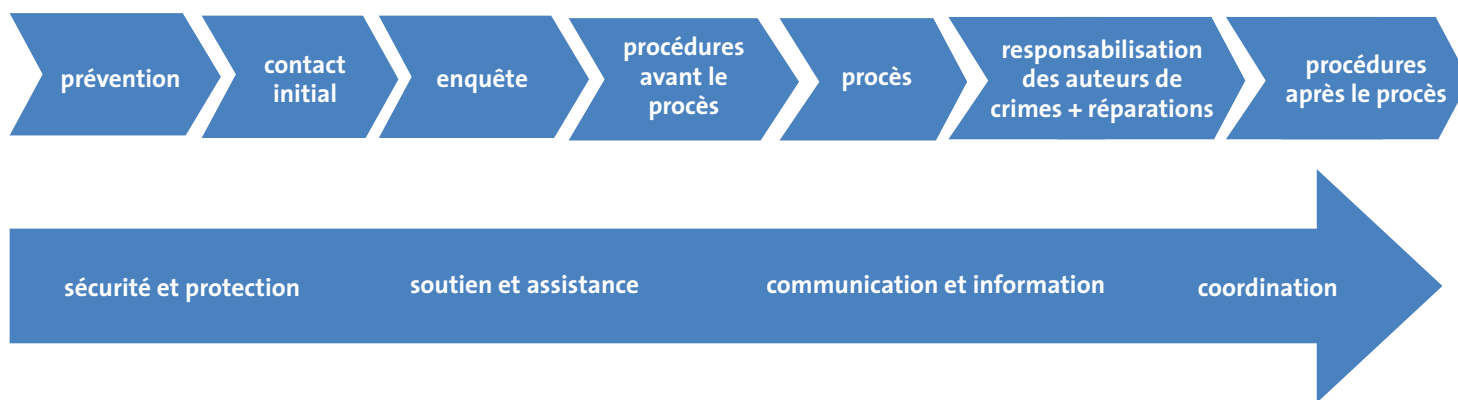 prévention
contact
initial
enquête
procédures
avant le
procès
procès
responsabilisation
des auteurs de
crimes + réparations
procédures
après le procès
sécurité et protection
soutien et assistance
communication et information
coordination